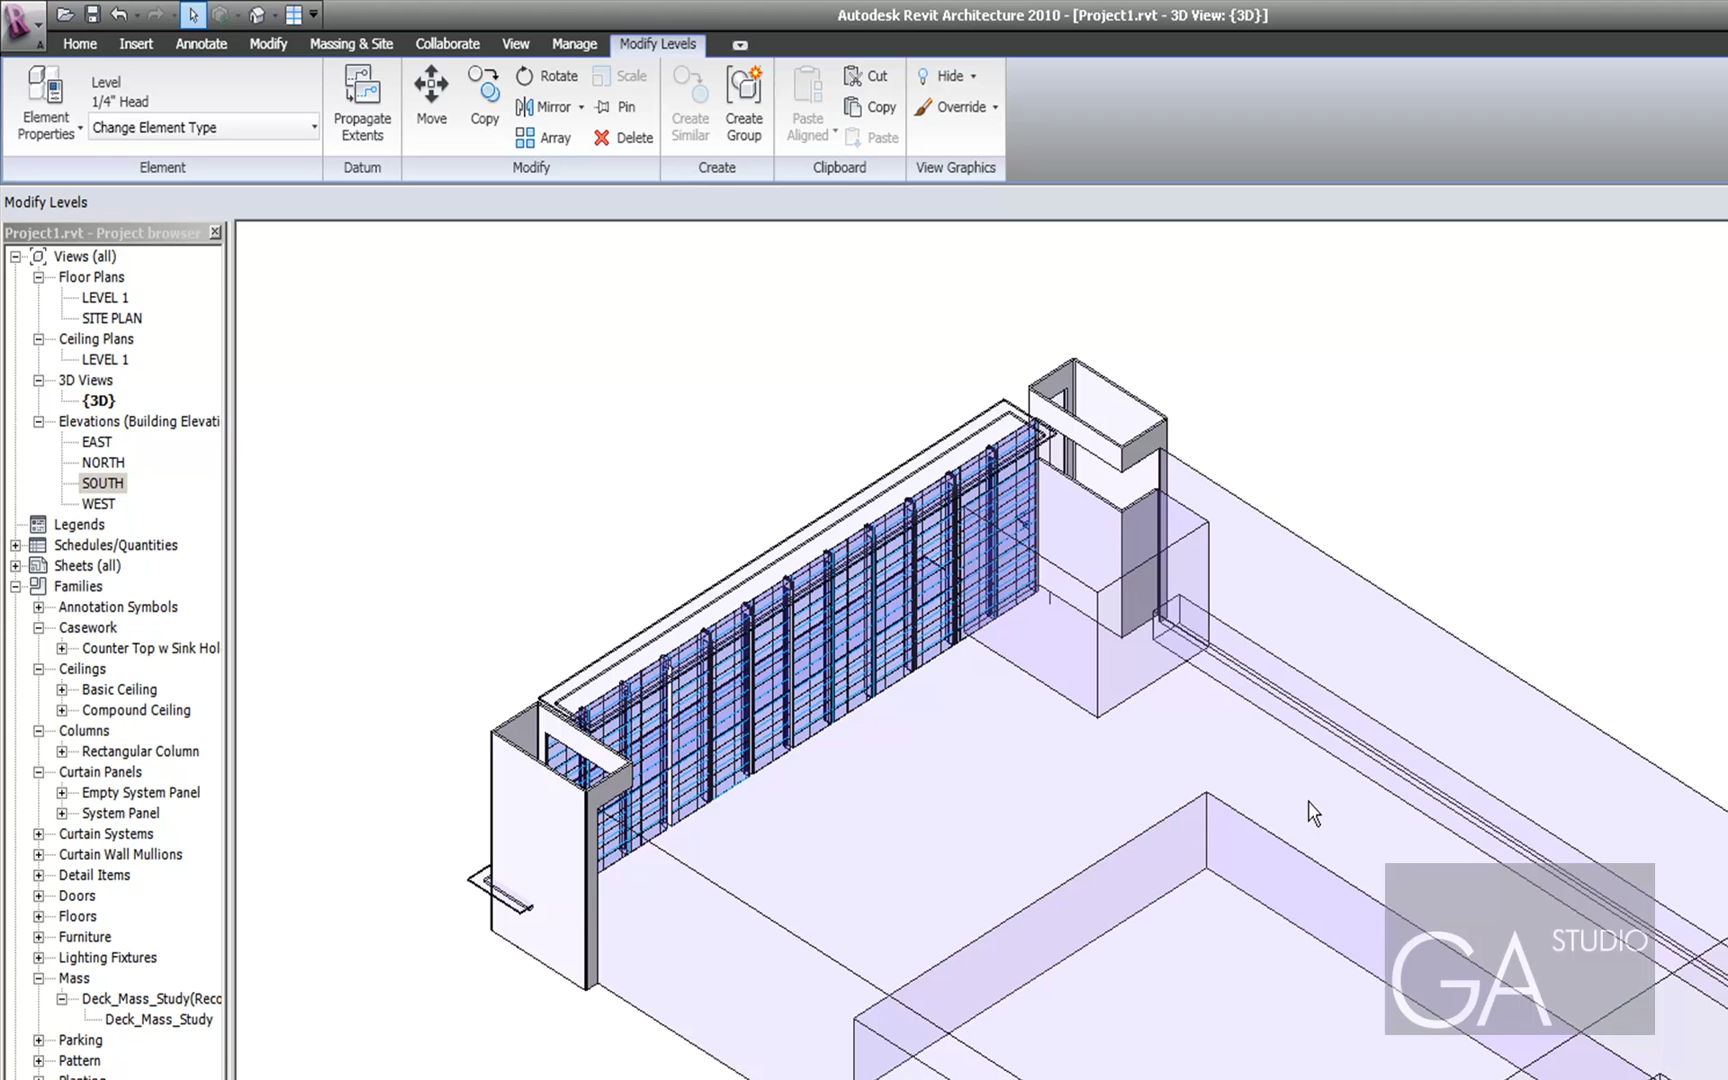 Autodesk Revit Architecture 2010 - [Project1.rvt - 3D View: {3D}]
Home Insert Annotate Modify Massing & Site Collaborate View Manage Modify Levels
Element Properties
Level
1/4" Head
Change Element Type
Propagate Extents
Move
Copy
Rotate
Mirror
Array
Scale
Pin
Delete
Create Similar
Create Group
Paste Aligned
Cut
Copy
Paste
Hide
Override
Element Datum Modify Create Clipboard View Graphics
Modify Levels
Project1.rvt - Project browser
Views (all)
Floor Plans
LEVEL 1
SITE PLAN
Ceiling Plans
LEVEL 1
3D Views
{3D}
Elevations (Building Elevati
EAST
NORTH
SOUTH
WEST
Legends
Schedules/Quantities
Sheets (all)
Families
Annotation Symbols
Casework
Counter Top w Sink Hol
Ceilings
Basic Ceiling
Compound Ceiling
Columns
Rectangular Column
Curtain Panels
Empty System Panel
System Panel
Curtain Systems
Curtain Wall Mullions
Detail Items
Doors
Floors
Furniture
Lighting Fixtures
Mass
Deck_Mass_Study(Reco
Deck_Mass_Study
Parking
Pattern
GA STUDIO